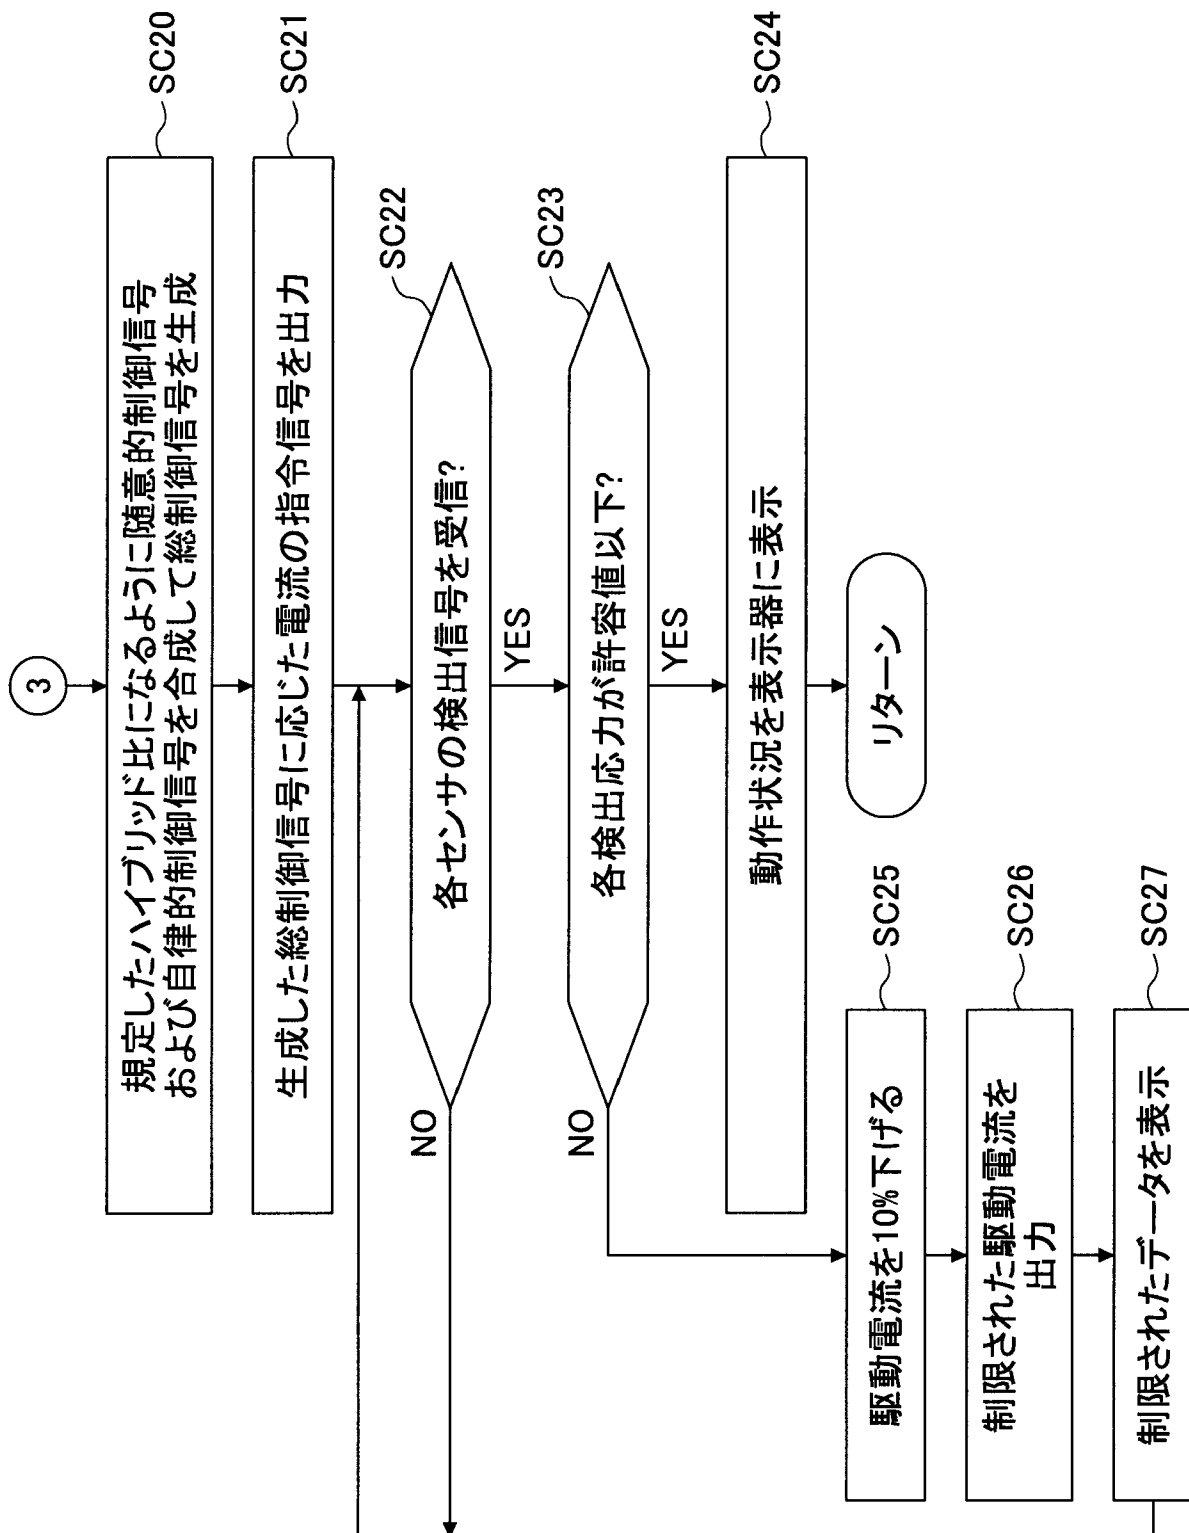 3
規定したハイブリッド比になるように随意的制御信号
および自律的制御信号を合成して総制御信号を生成
SC20
生成した総制御信号に応じた電流の指令信号を出力
SC21
各センサの検出信号を受信?
SC22
NO
YES
各検出応力が許容値以下?
SC23
NO
YES
動作状況を表示器に表示
SC24
リターン
駆動電流を10%下げる
SC25
制限された駆動電流を
出力
SC26
制限されたデータを表示
SC27